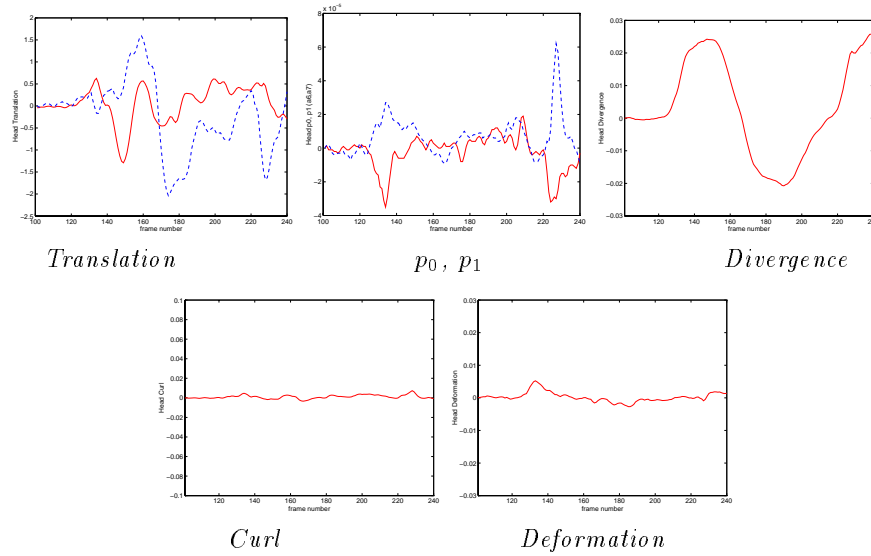 2
1.5
1
0.5
0
−0.5
−1
−1.5
−2
−2.5
100 120 140 160 180 200 220 240
frame number
Head Translation
8 x 10⁻⁶
6
4
2
0
−2
−4
100 120 140 160 180 200 220 240
frame number
Head p0, p1 (a6,a7)
0.03
0.02
0.01
0
−0.01
−0.02
−0.03
120 140 160 180 200 220 240
frame number
Head Divergence
Translation
p₀, p₁
Divergence
0.1
0.08
0.06
0.04
0.02
0
−0.02
−0.04
−0.06
−0.08
−0.1
120 140 160 180 200 220 240
frame number
Head Curl
0.03
0.02
0.01
0
−0.01
−0.02
−0.03
120 140 160 180 200 220 240
frame number
Head Deformation
Curl
Deformation